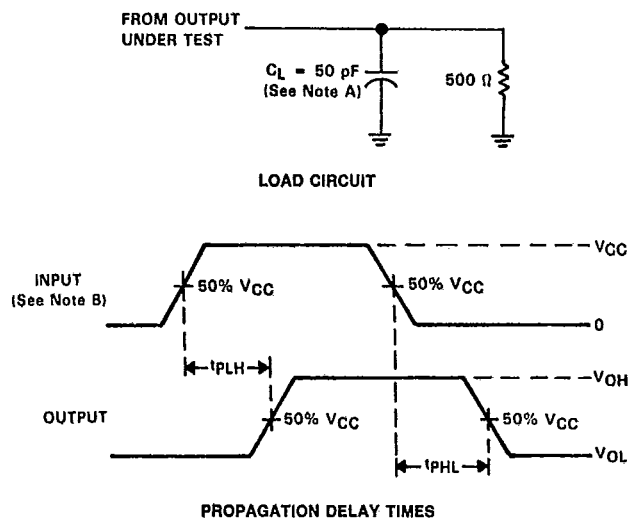 FROM OUTPUT
UNDER TEST
CL = 50 pF
(See Note A)
500 Ω
LOAD CIRCUIT
VCC
INPUT
(See Note B)
50% VCC
50% VCC
0
tPLH
VOH
OUTPUT
50% VCC
50% VCC
VOL
tPHL
PROPAGATION DELAY TIMES